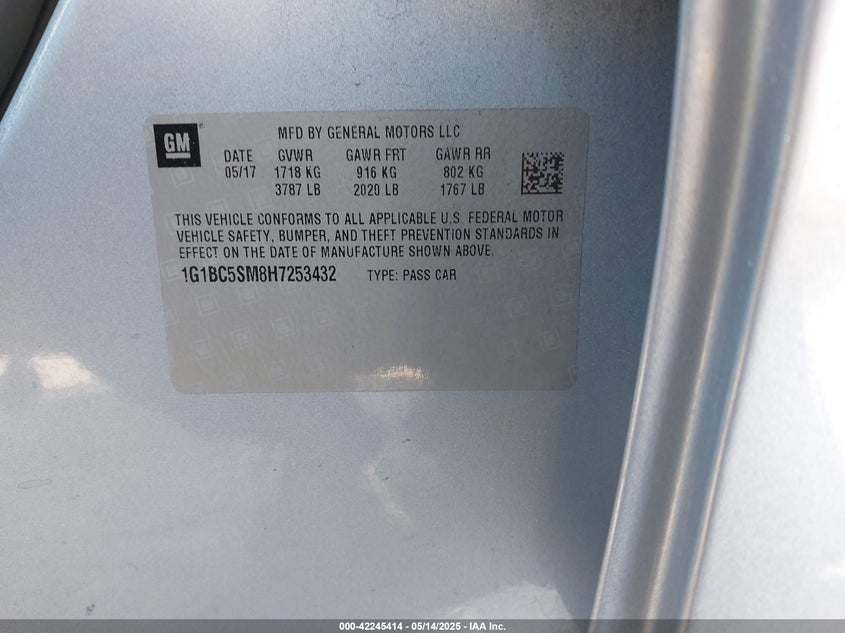 GM
MFD BY GENERAL MOTORS LLC
DATE GVWR GAWR FRT GAWR RR
05/17 1718 KG 916 KG 802 KG
3787 LB 2020 LB 1767 LB
THIS VEHICLE CONFORMS TO ALL APPLICABLE U.S. FEDERAL MOTOR
VEHICLE SAFETY, BUMPER, AND THEFT PREVENTION STANDARDS IN
EFFECT ON THE DATE OF MANUFACTURE SHOWN ABOVE.
1G1BC5SM8H7253432 TYPE: PASS CAR
000-42245414 - 05/14/2025 - IAA Inc.